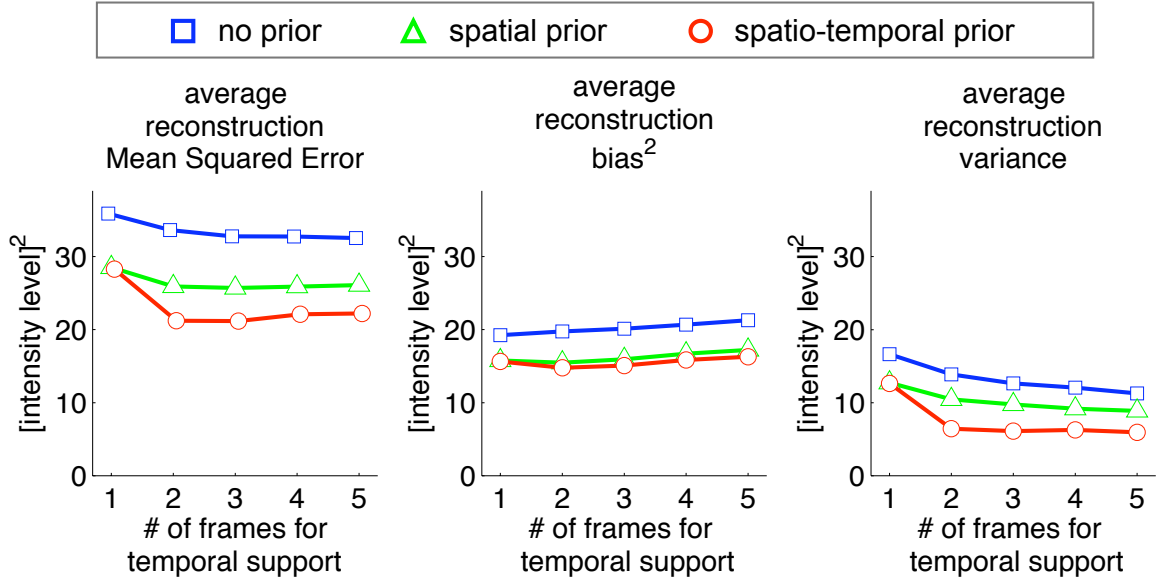 no prior spatial prior spatio-temporal prior
average
reconstruction
Mean Squared Error
[intensity level]²
30
20
10
0
1 2 3 4 5
# of frames for
temporal support
average
reconstruction
bias²
[intensity level]²
30
20
10
0
1 2 3 4 5
# of frames for
temporal support
average
reconstruction
variance
[intensity level]²
30
20
10
0
1 2 3 4 5
# of frames for
temporal support